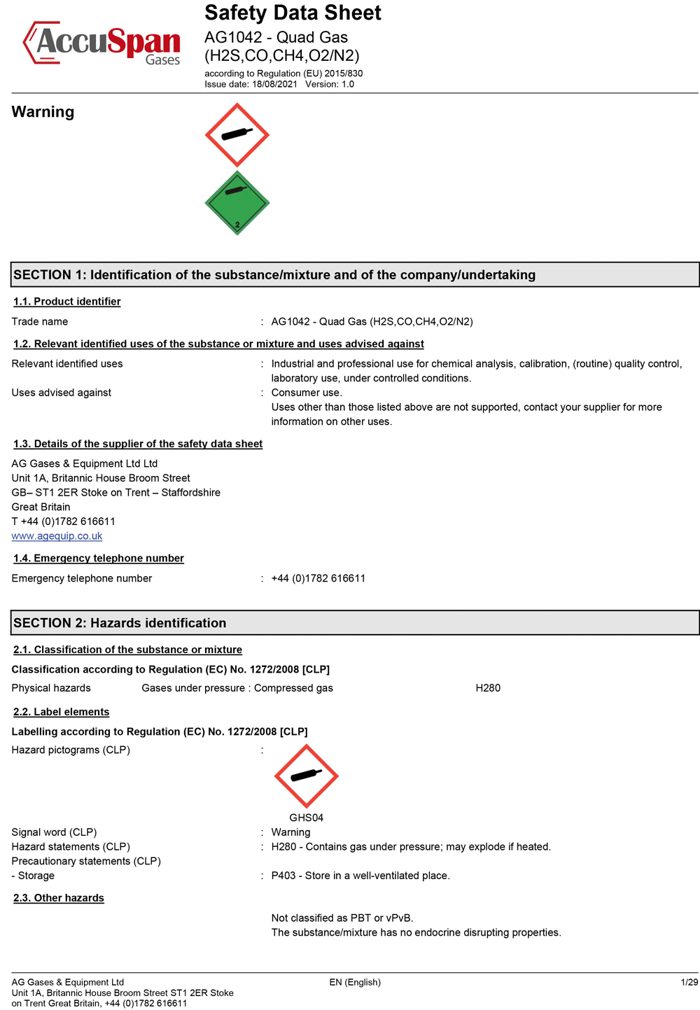 AccuSpan
Gases
Safety Data Sheet
AG1042 - Quad Gas
(H2S,CO,CH4,O2/N2)
according to Regulation (EU) 2015/830
Issue date: 18/08/2021 Version: 1.0
Warning
2
SECTION 1: Identification of the substance/mixture and of the company/undertaking
1.1. Product identifier
Trade name : AG1042 - Quad Gas (H2S,CO,CH4,O2/N2)
1.2. Relevant identified uses of the substance or mixture and uses advised against
Relevant identified uses : Industrial and professional use for chemical analysis, calibration, (routine) quality control,
laboratory use, under controlled conditions.
Uses advised against : Consumer use.
Uses other than those listed above are not supported, contact your supplier for more
information on other uses.
1.3. Details of the supplier of the safety data sheet
AG Gases & Equipment Ltd Ltd
Unit 1A, Britannic House Broom Street
GB– ST1 2ER Stoke on Trent – Staffordshire
Great Britain
T +44 (0)1782 616611
www.agequip.co.uk
1.4. Emergency telephone number
Emergency telephone number : +44 (0)1782 616611
SECTION 2: Hazards identification
2.1. Classification of the substance or mixture
Classification according to Regulation (EC) No. 1272/2008 [CLP]
Physical hazards Gases under pressure : Compressed gas H280
2.2. Label elements
Labelling according to Regulation (EC) No. 1272/2008 [CLP]
Hazard pictograms (CLP) :
GHS04
Signal word (CLP) : Warning
Hazard statements (CLP) : H280 - Contains gas under pressure; may explode if heated.
Precautionary statements (CLP)
- Storage : P403 - Store in a well-ventilated place.
2.3. Other hazards
Not classified as PBT or vPvB.
The substance/mixture has no endocrine disrupting properties.
AG Gases & Equipment Ltd EN (English) 1/29
Unit 1A, Britannic House Broom Street ST1 2ER Stoke
on Trent Great Britain, +44 (0)1782 616611